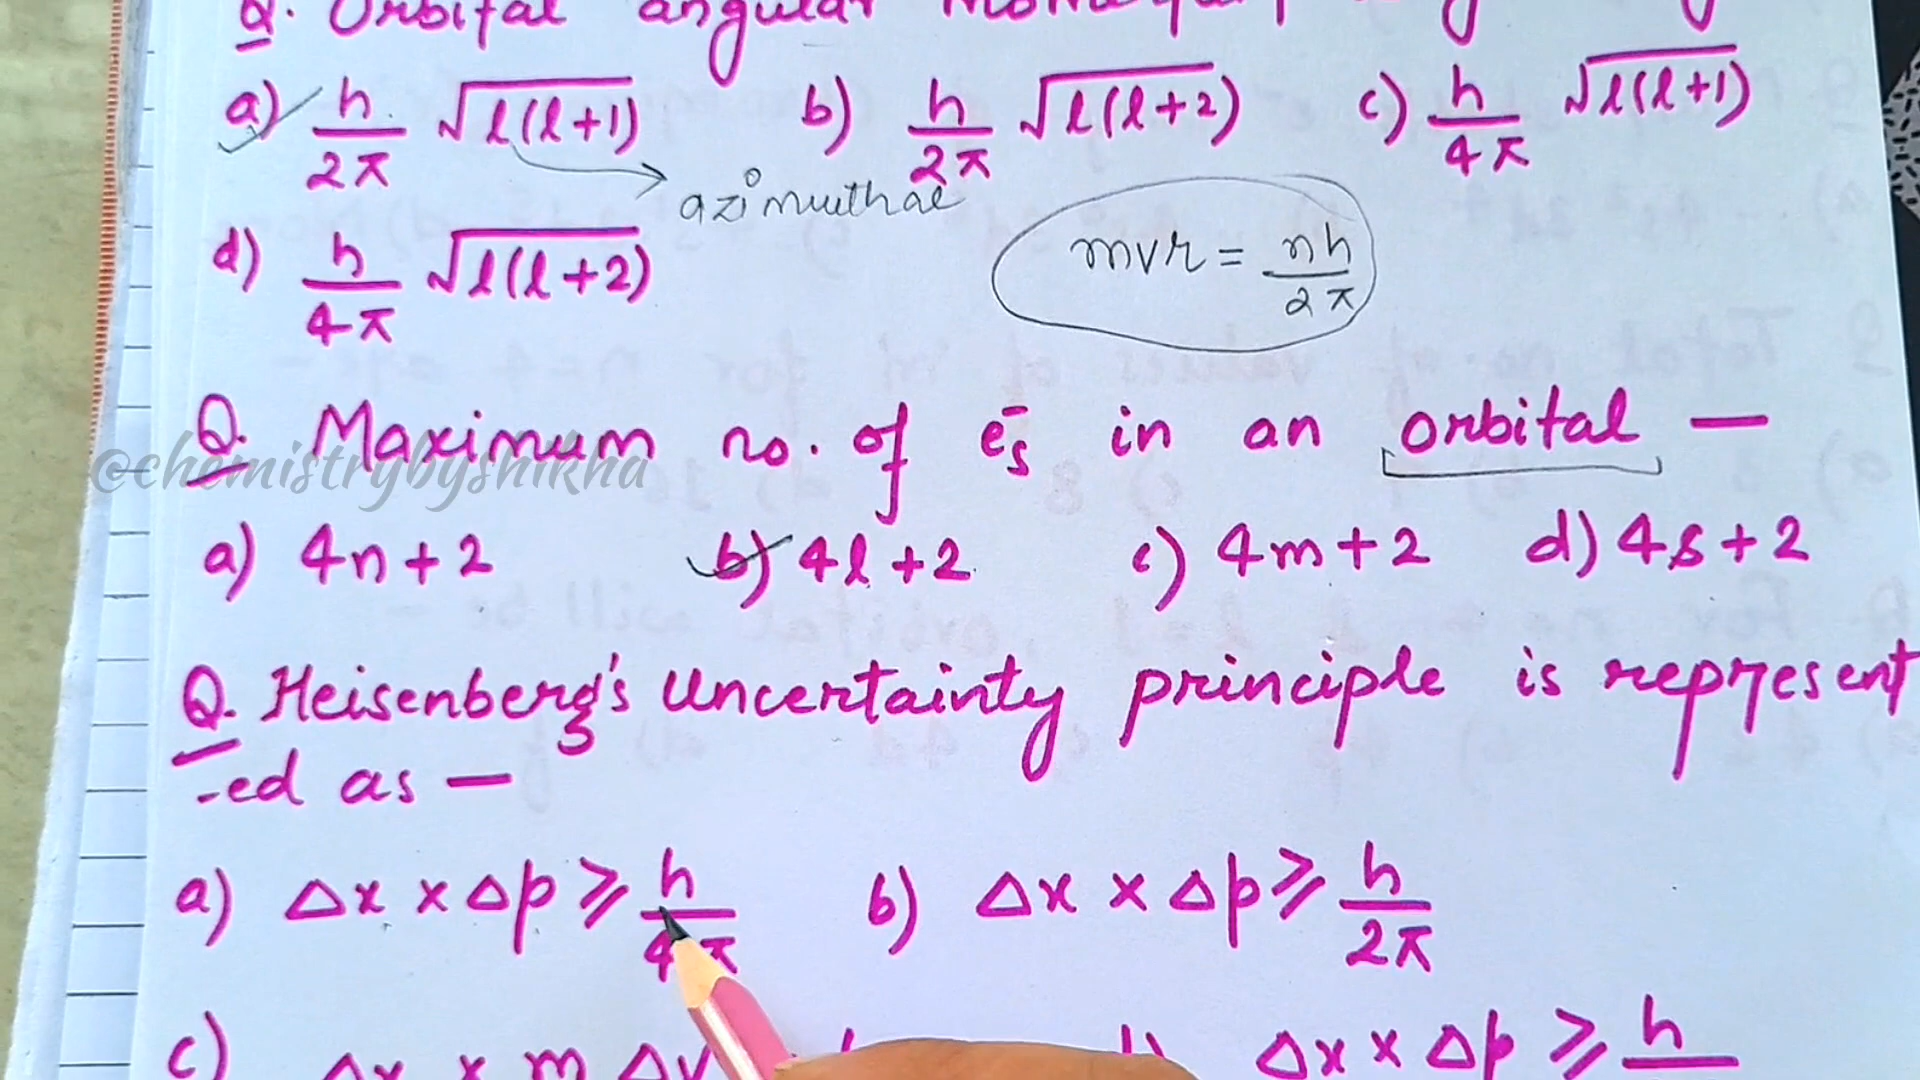 Q. Orbital angular momentum
a) h/2π √l(l+1) b) h/2π √l(l+2) c) h/4π √l(l+1)
azimuthal
d) h/4π √l(l+2) mvr = nh/2π
Q. Maximum no. of e⁻s in an orbital —
@chemistrybyshikha
a) 4n+2 b) 4l+2 c) 4m+2 d) 4s+2
Q. Heisenberg's Uncertainty principle is represent
-ed as —
a) Δx × Δp ≥ h/4π b) Δx × Δp ≥ h/2π
c) Δx × m Δv d) Δx × Δp ≥ h